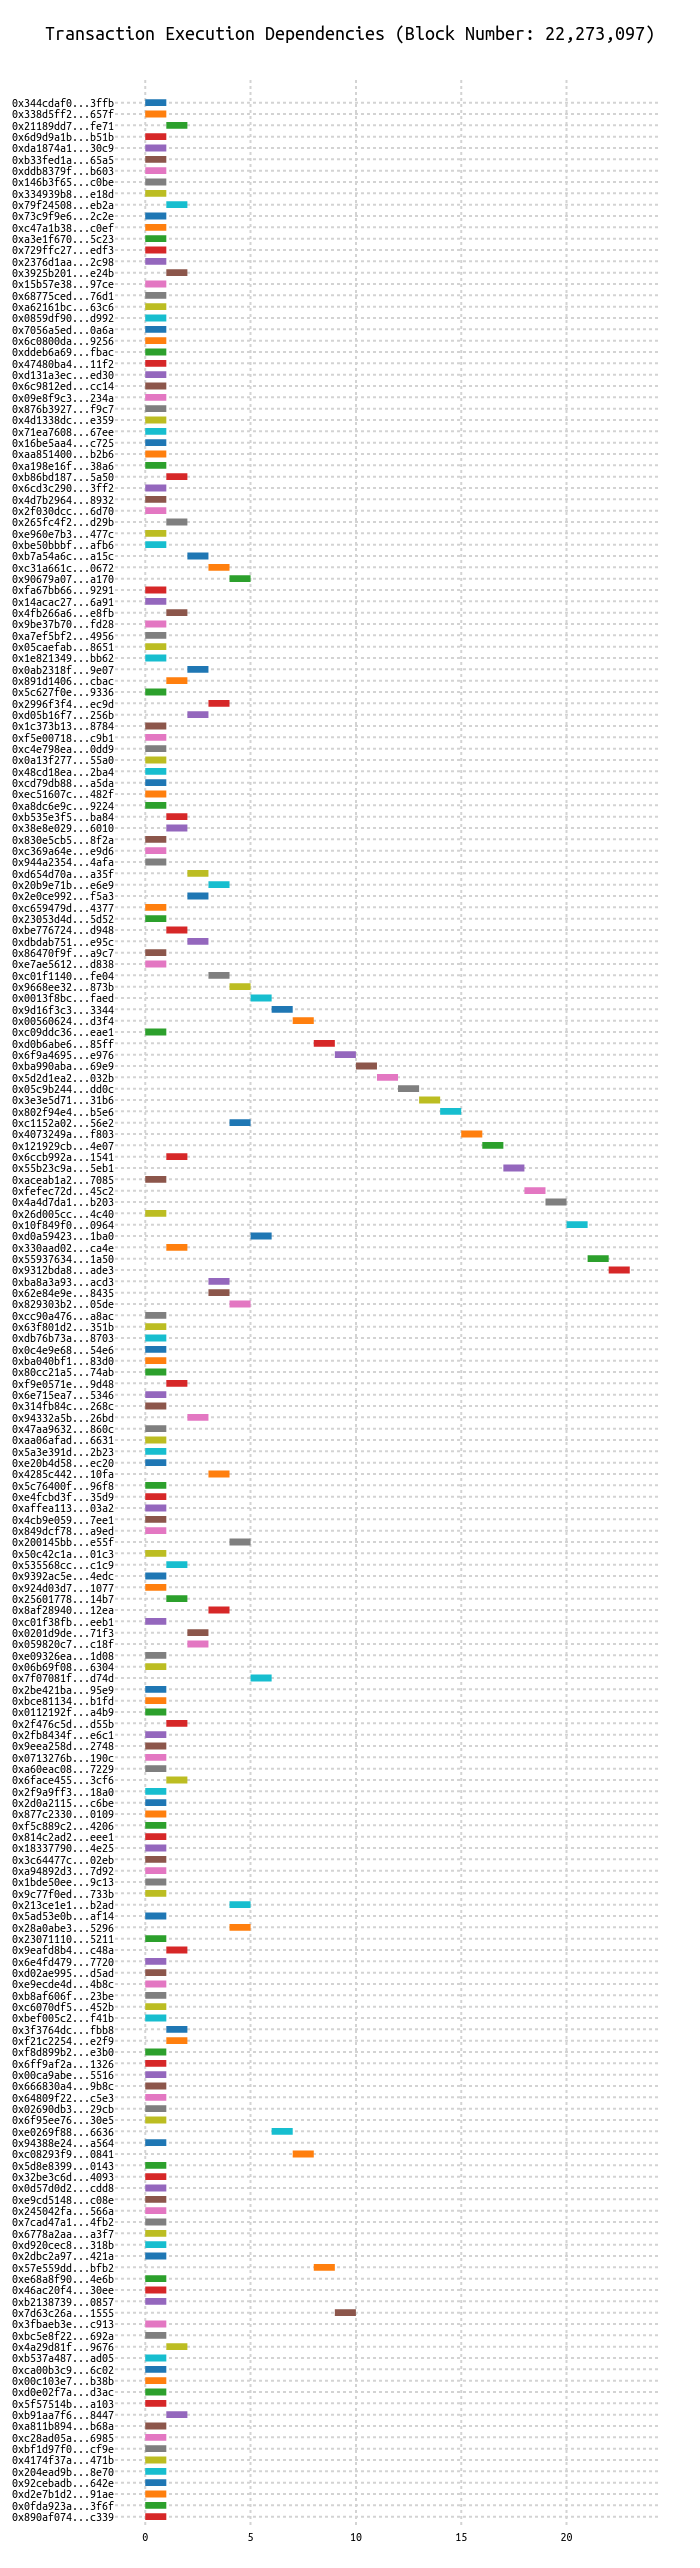 Transaction Execution Dependencies (Block Number: 22,273,097)
0x344cdaf0...3ffb
0x338d5ff2...657f
0x21189dd7...fe71
0x6d9d9a1b...b51b
0xda1874a1...30c9
0xb33fed1a...65a5
0xddb8379f...b603
0x146b3f65...c0be
0x334939b8...e18d
0x79f24508...eb2a
0x73c9f9e6...2c2e
0xc47a1b38...c0ef
0xa3e1f670...5c23
0x729ffc27...edf3
0x2376d1aa...2c98
0x3925b201...e24b
0x15b57e38...97ce
0x68775ced...76d1
0xa62161bc...63c6
0x0859df90...d992
0x7056a5ed...0a6a
0x6c0800da...9256
0xddeb6a69...fbac
0x47480ba4...11f2
0xd131a3ec...ed30
0x6c9812ed...cc14
0x09e8f9c3...234a
0x876b3927...f9c7
0x4d1338dc...e359
0x71ea7608...67ee
0x16be5aa4...c725
0xaa851400...b2b6
0xa198e16f...38a6
0xb86bd187...5a50
0x6cd3c290...3ff2
0x4d7b2964...8932
0x2f030dcc...6d70
0x265fc4f2...d29b
0xe960e7b3...477c
0xbe50bbbf...afb6
0xb7a54a6c...a15c
0xc31a661c...0672
0x90679a07...a170
0xfa67bb66...9291
0x14acac27...6a91
0x4fb266a6...e8fb
0x9be37b70...fd28
0xa7ef5bf2...4956
0x05caefab...8651
0x1e821349...bb62
0x0ab2318f...9e07
0x891d1406...cbac
0x5c627f0e...9336
0x2996f3f4...ec9d
0xd05b16f7...256b
0x1c373b13...8784
0xf5e00718...c9b1
0xc4e798ea...0dd9
0x0a13f277...55a0
0x48cd18ea...2ba4
0xcd79db88...a5da
0xec51607c...482f
0xa8dc6e9c...9224
0xb535e3f5...ba84
0x38e8e029...6010
0x830e5cb5...8f2a
0xc369a64e...e9d6
0x944a2354...4afa
0xd654d70a...a35f
0x20b9e71b...e6e9
0x2e0ce992...f5a3
0xc659479d...4377
0x23053d4d...5d52
0xbe776724...d948
0xdbdab751...e95c
0x86470f9f...a9c7
0xe7ae5612...d838
0xc01f1140...fe04
0x9668ee32...873b
0x0013f8bc...faed
0x9d16f3c3...3344
0x00560624...d3f4
0xc09ddc36...eae1
0xd0b6abe6...85ff
0x6f9a4695...e976
0xba990aba...69e9
0x5d2d1ea2...032b
0x05c9b244...dd0c
0x3e3e5d71...31b6
0x802f94e4...b5e6
0xc1152a02...56e2
0x4073249a...f803
0x121929cb...4e07
0x6ccb992a...1541
0x55b23c9a...5eb1
0xaceab1a2...7085
0xfefec72d...45c2
0x4a4d7da1...b203
0x26d005cc...4c40
0x10f849f0...0964
0xd0a59423...1ba0
0x330aad02...ca4e
0x55937634...1a50
0x9312bda8...ade3
0xba8a3a93...acd3
0x62e84e9e...8435
0x829303b2...05de
0xcc90a476...a8ac
0x63f801d2...351b
0xdb76b73a...8703
0x0c4e9e68...54e6
0xba040bf1...83d0
0x80cc21a5...74ab
0xf9e0571e...9d48
0x6e715ea7...5346
0x314fb84c...268c
0x94332a5b...26bd
0x47aa9632...860c
0xaa06afad...6631
0x5a3e391d...2b23
0xe20b4d58...ec20
0x4285c442...10fa
0x5c76400f...96f8
0xe4fcbd3f...35d9
0xaffea113...03a2
0x4cb9e059...7ee1
0x849dcf78...a9ed
0x200145bb...e55f
0x50c42c1a...01c3
0x535568cc...c1c9
0x9392ac5e...4edc
0x924d03d7...1077
0x25601778...14b7
0x8af28940...12ea
0xc01f38fb...eeb1
0x0201d9de...71f3
0x059820c7...c18f
0xe09326ea...1d08
0x06b69f08...6304
0x7f07081f...d74d
0x2be421ba...95e9
0xbce81134...b1fd
0x0112192f...a4b9
0x2f476c5d...d55b
0x2fb8434f...e6c1
0x9eea258d...2748
0x0713276b...190c
0xa60eac08...7229
0x6face455...3cf6
0x2f9a9ff3...18a0
0x2d0a2115...c6be
0x877c2330...0109
0xf5c889c2...4206
0x814c2ad2...eee1
0x18337790...4e25
0x3c64477c...02eb
0xa94892d3...7d92
0x1bde50ee...9c13
0x9c77f0ed...733b
0x213ce1e1...b2ad
0x5ad53e0b...af14
0x28a0abe3...5296
0x23071110...5211
0x9eafd8b4...c48a
0x6e4fd479...7720
0xd02ae995...d5ad
0xe9ecde4d...4b8c
0xb8af606f...23be
0xc6070df5...452b
0xbef005c2...f41b
0x3f3764dc...fbb8
0xf21c2254...e2f9
0xf8d899b2...e3b0
0x6ff9af2a...1326
0x00ca9abe...5516
0x666830a4...9b8c
0x64809f22...c5e3
0x02690db3...29cb
0x6f95ee76...30e5
0xe0269f88...6636
0x94388e24...a564
0xc08293f9...0841
0x5d8e8399...0143
0x32be3c6d...4093
0x0d57d0d2...cdd8
0xe9cd5148...c08e
0x245042fa...566a
0x7cad47a1...4fb2
0x6778a2aa...a3f7
0xd920cec8...318b
0x2dbc2a97...421a
0x57e559dd...bfb2
0xe68a8f90...4e6b
0x46ac20f4...30ee
0xb2138739...0857
0x7d63c26a...1555
0x3fbaeb3e...c913
0xbc5e8f22...692a
0x4a29d81f...9676
0xb537a487...ad05
0xca00b3c9...6c02
0x00c103e7...b38b
0xd0e02f7a...d3ac
0x5f57514b...a103
0xb91aa7f6...8447
0xa811b894...b68a
0xc28ad05a...6985
0xbf1d97f0...cf9e
0x4174f37a...471b
0x204ead9b...8e70
0x92cebadb...642e
0xd2e7b1d2...91ae
0x0fda923a...3f6f
0x890af074...c339
0 5 10 15 20